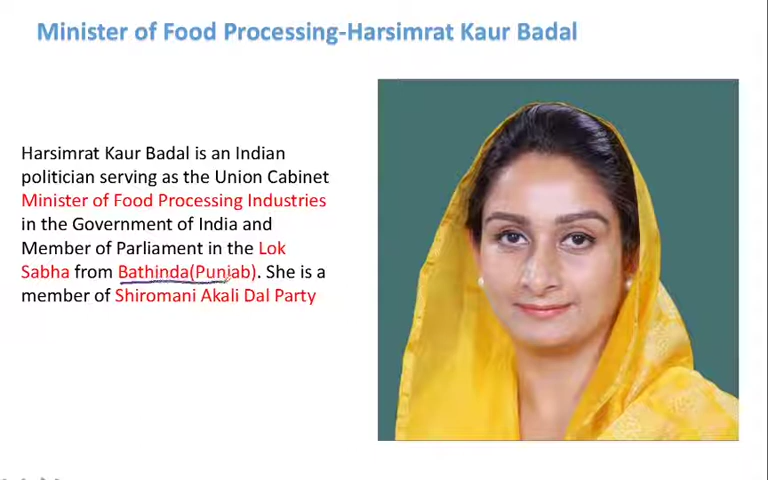 Minister of Food Processing-Harsimrat Kaur Badal
Harsimrat Kaur Badal is an Indian
politician serving as the Union Cabinet
Minister of Food Processing Industries
in the Government of India and
Member of Parliament in the Lok
Sabha from Bathinda(Punjab). She is a
member of Shiromani Akali Dal Party